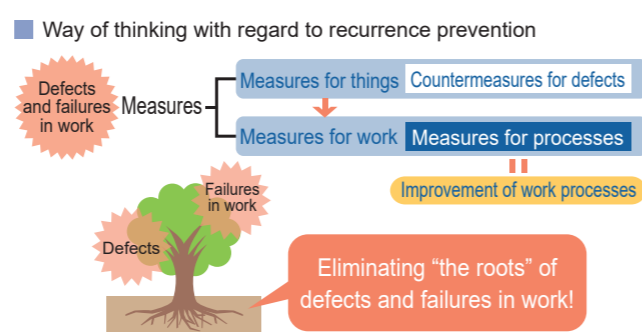 Way of thinking with regard to recurrence prevention
Defects
and failures
in work
Measures
Measures for things
Countermeasures for defects
Measures for work
Measures for processes
Improvement of work processes
Failures
in work
Defects
Eliminating “the roots” of
defects and failures in work!